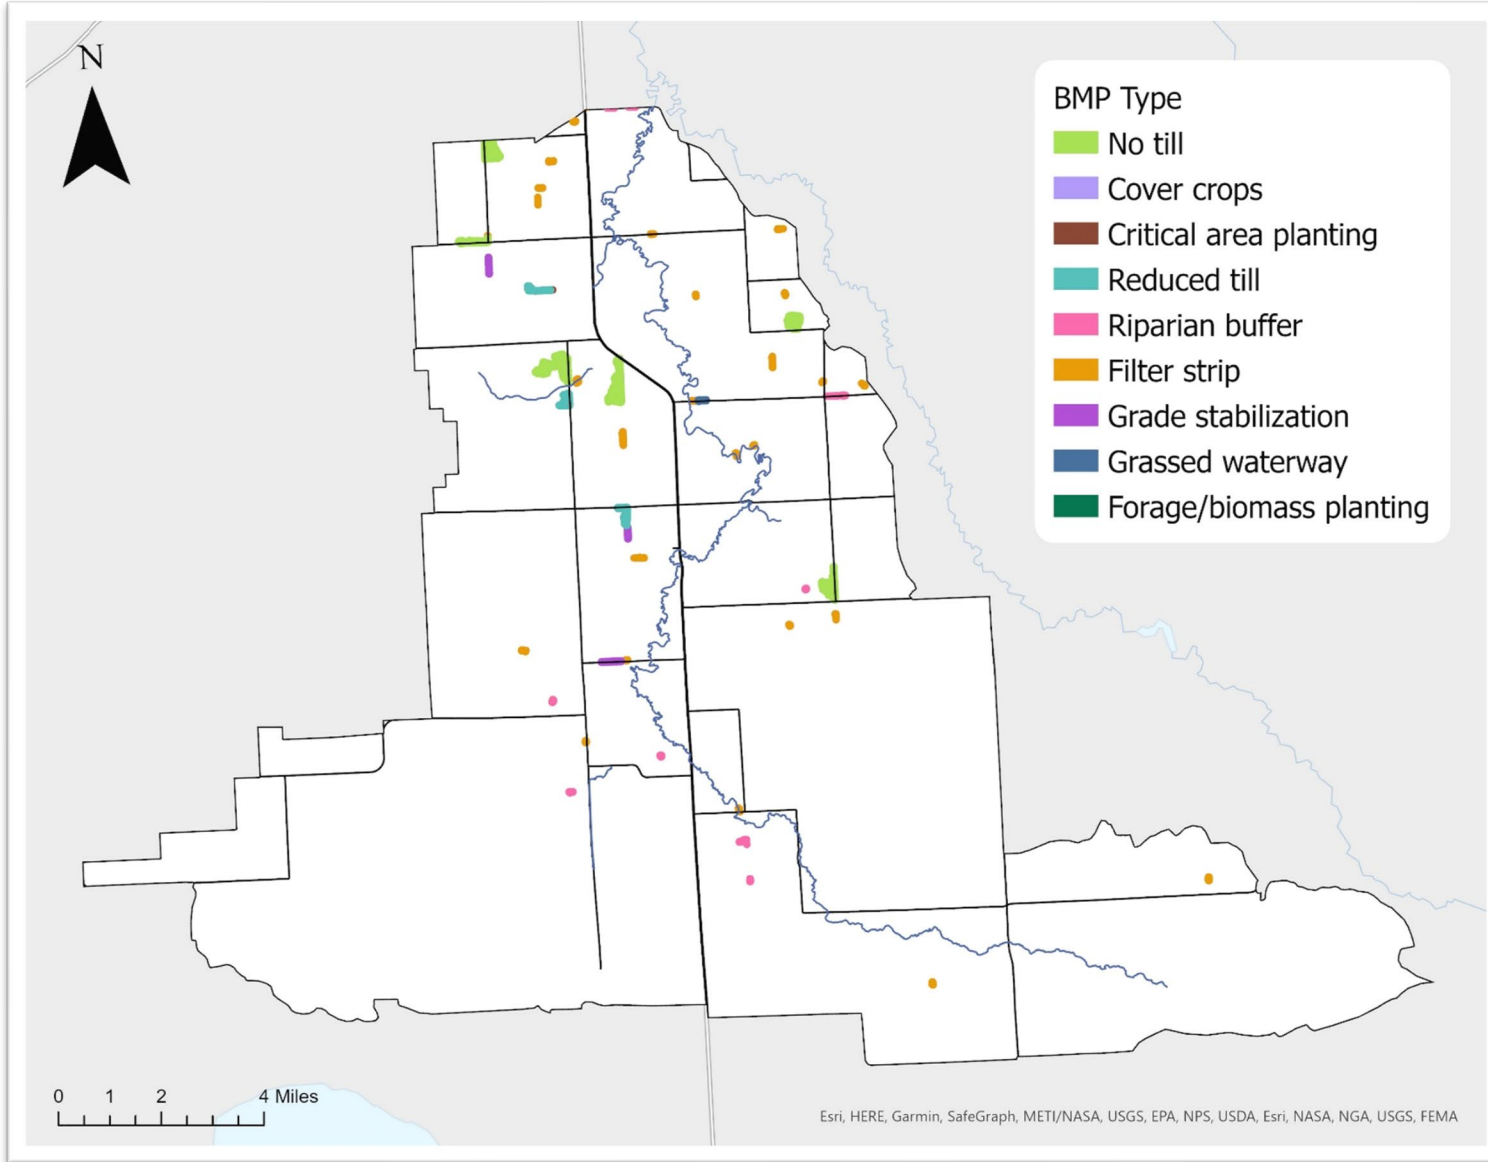 N
BMP Type
No till
Cover crops
Critical area planting
Reduced till
Riparian buffer
Filter strip
Grade stabilization
Grassed waterway
Forage/biomass planting
0 1 2 4 Miles
Esri, HERE, Garmin, SafeGraph, METI/NASA, USGS, EPA, NPS, USDA, Esri, NASA, NGA, USGS, FEMA